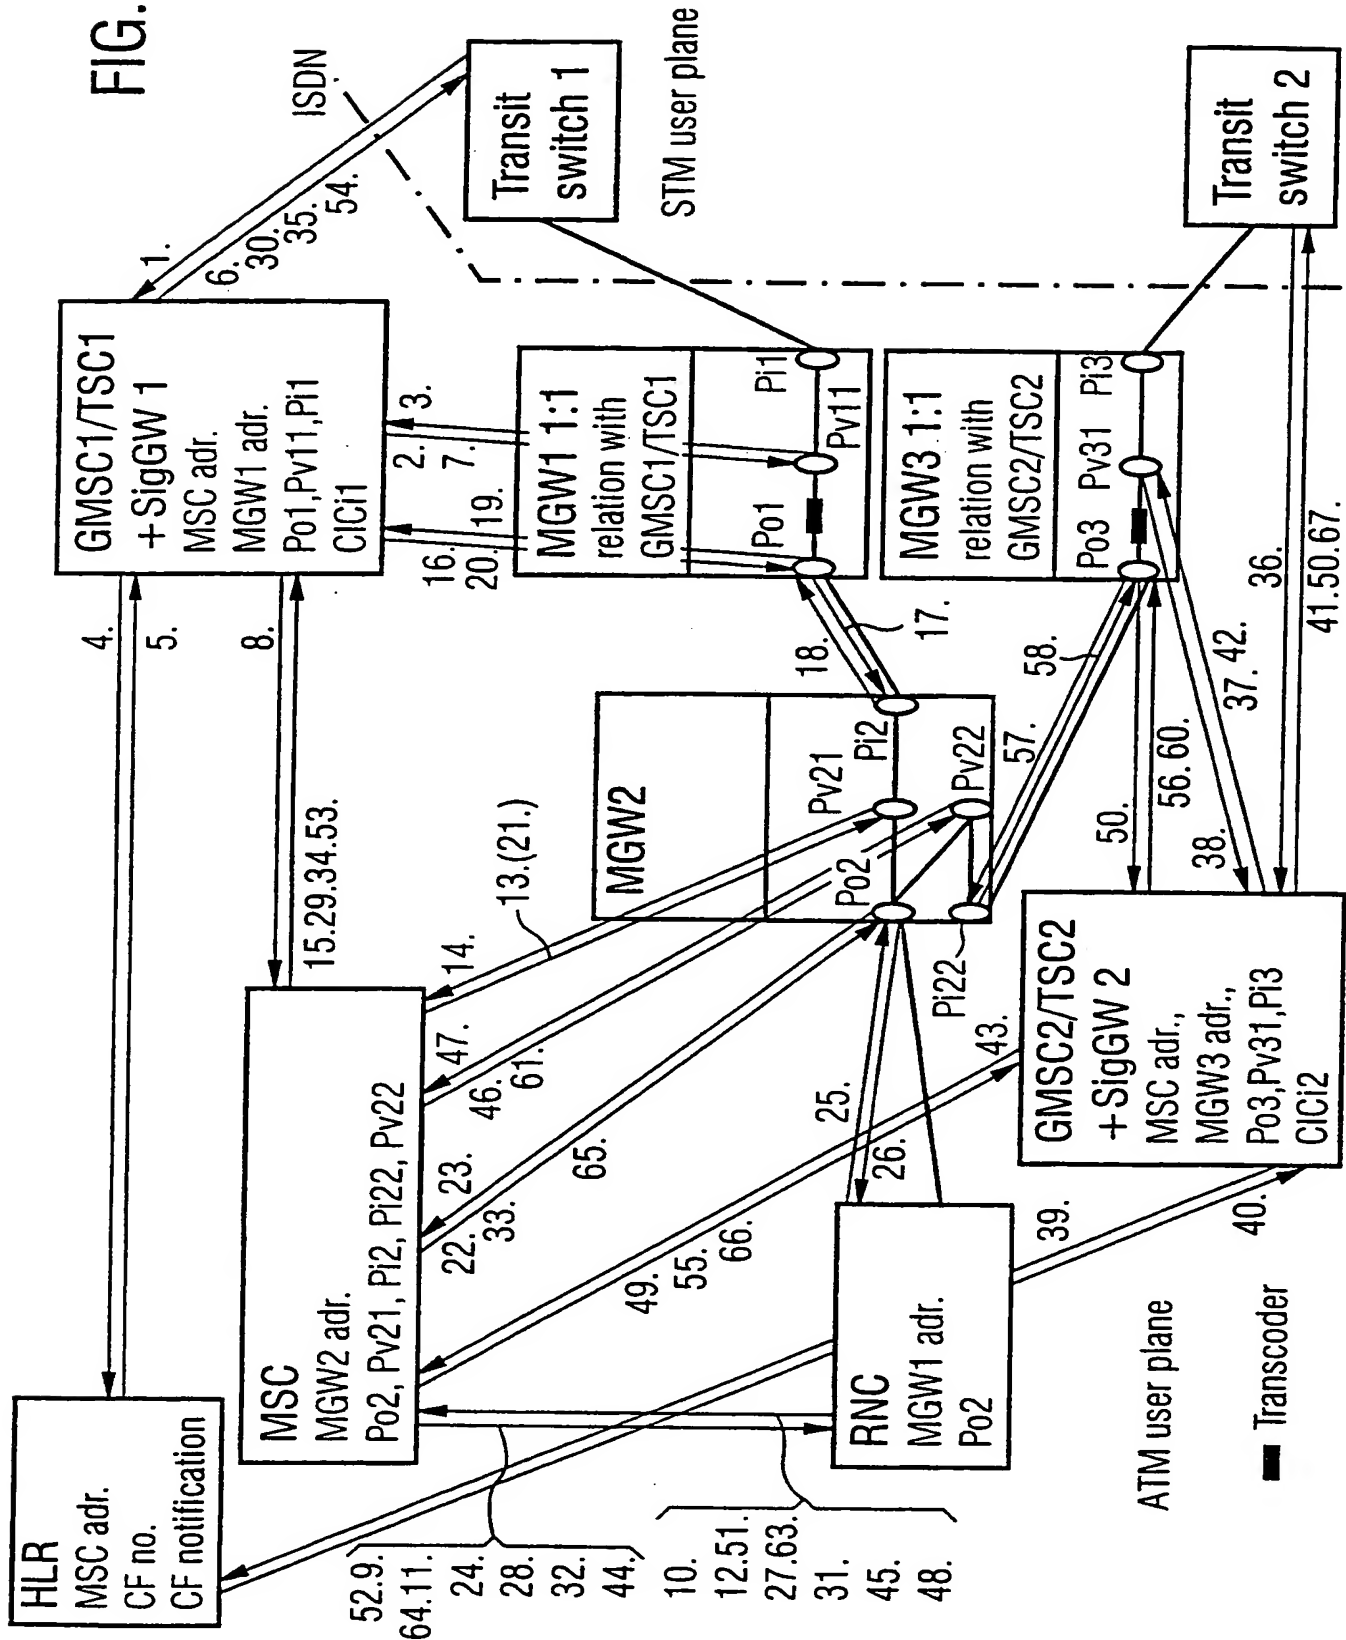 FIG.
HLR
MSC adr.
CF no.
CF notification
4.
5.
GMSC1/TSC1
+SigGW 1
MSC adr.
MGW1 adr.
Po1,Pv11,Pi1
CICi1
1.
6.
30.
35.
54.
ISDN
Transit
switch 1
STM user plane
8.
15.29.34.53.
16.
20.
19.
2.
7.
3.
MSC
MGW2 adr.
Po2, Pv21, Pi2, Pi22, Pv22
MGW1 1:1
relation with
GMSC1/TSC1
Po1
Pv11
Pi1
MGW3 1:1
relation with
GMSC2/TSC2
Po3
Pv31
Pi3
MGW2
Po2
Pv21
Pi2
Pv22
Pi22
13.(21.)
14.
47.
46.
61.
23.
22.
33.
65.
18.
17.
58.
57.
25.
26.
49.
55.
66.
43.
50.
56.60.
38.
37.
42.
36.
41.50.67.
Transit
switch 2
GMSC2/TSC2
+SigGW 2
MSC adr.,
MGW3 adr.,
Po3,Pv31,Pi3
CICi2
39.
40.
RNC
MGW1 adr.
Po2
52.9.
64.11.
24.
28.
32.
44.
10.
12.51.
27.63.
31.
45.
48.
ATM user plane
Transcoder